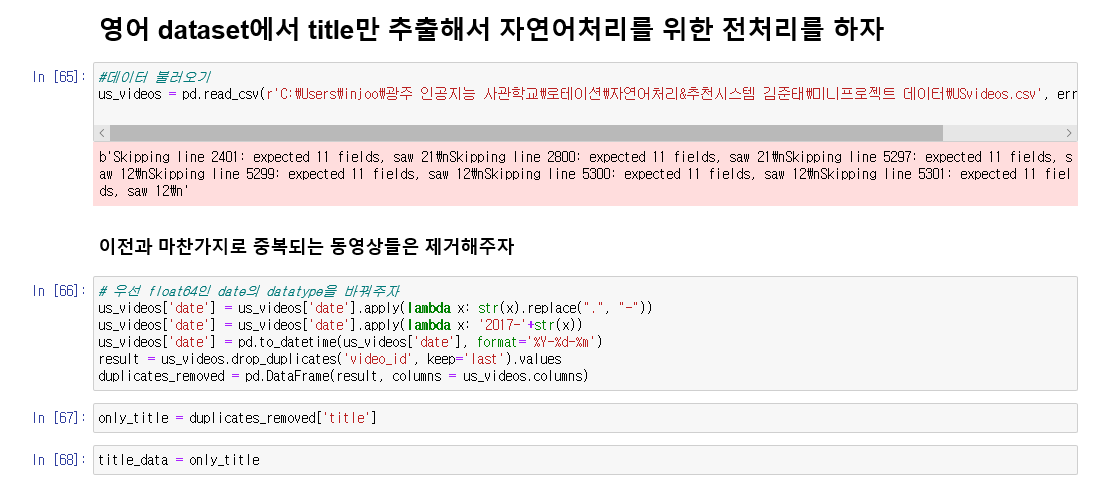 영어 dataset에서 title만 추출해서 자연어처리를 위한 전처리를 하자
In [65]:
#데이터 불러오기
us_videos = pd.read_csv(r'C:\Users\injoo\광주 인공지능 사관학교\로테이션\자연어처리&추천시스템 김준태\미니프로젝트 데이터\USvideos.csv', err
b'Skipping line 2401: expected 11 fields, saw 21\nSkipping line 2800: expected 11 fields, saw 21\nSkipping line 5297: expected 11 fields, s
aw 12\nSkipping line 5299: expected 11 fields, saw 12\nSkipping line 5300: expected 11 fields, saw 12\nSkipping line 5301: expected 11 fiel
ds, saw 12\n'
이전과 마찬가지로 중복되는 동영상들은 제거해주자
In [66]:
# 우선 float64인 date의 datatype을 바꿔주자
us_videos['date'] = us_videos['date'].apply(lambda x: str(x).replace(".", "-"))
us_videos['date'] = us_videos['date'].apply(lambda x: '2017-'+str(x))
us_videos['date'] = pd.to_datetime(us_videos['date'], format='%Y-%d-%m')
result = us_videos.drop_duplicates('video_id', keep='last').values
duplicates_removed = pd.DataFrame(result, columns = us_videos.columns)
In [67]:
only_title = duplicates_removed['title']
In [68]:
title_data = only_title